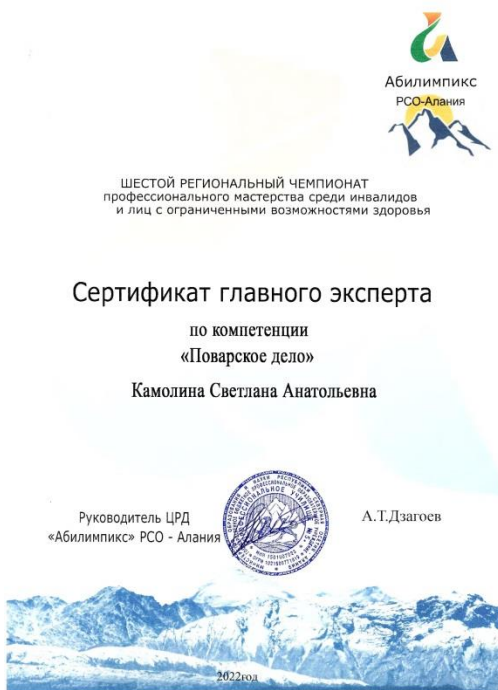 Абилимпикс
РСО-Алания
ШЕСТОЙ РЕГИОНАЛЬНЫЙ ЧЕМПИОНАТ
профессионального мастерства среди инвалидов
и лиц с ограниченными возможностями здоровья
Сертификат главного эксперта
по компетенции
«Поварское дело»
Камолина Светлана Анатольевна
Руководитель ЦРД
«Абилимпикс» РСО - Алания
А.Т.Дзагоев
2022год